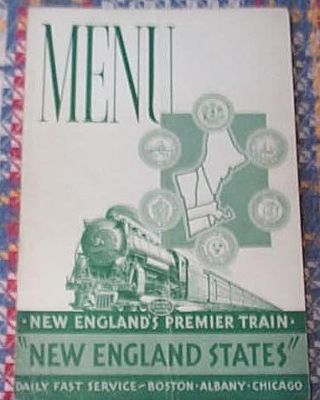 MENU
• NEW ENGLAND'S PREMIER TRAIN •
"NEW ENGLAND STATES"
DAILY FAST SERVICE ~ BOSTON • ALBANY • CHICAGO